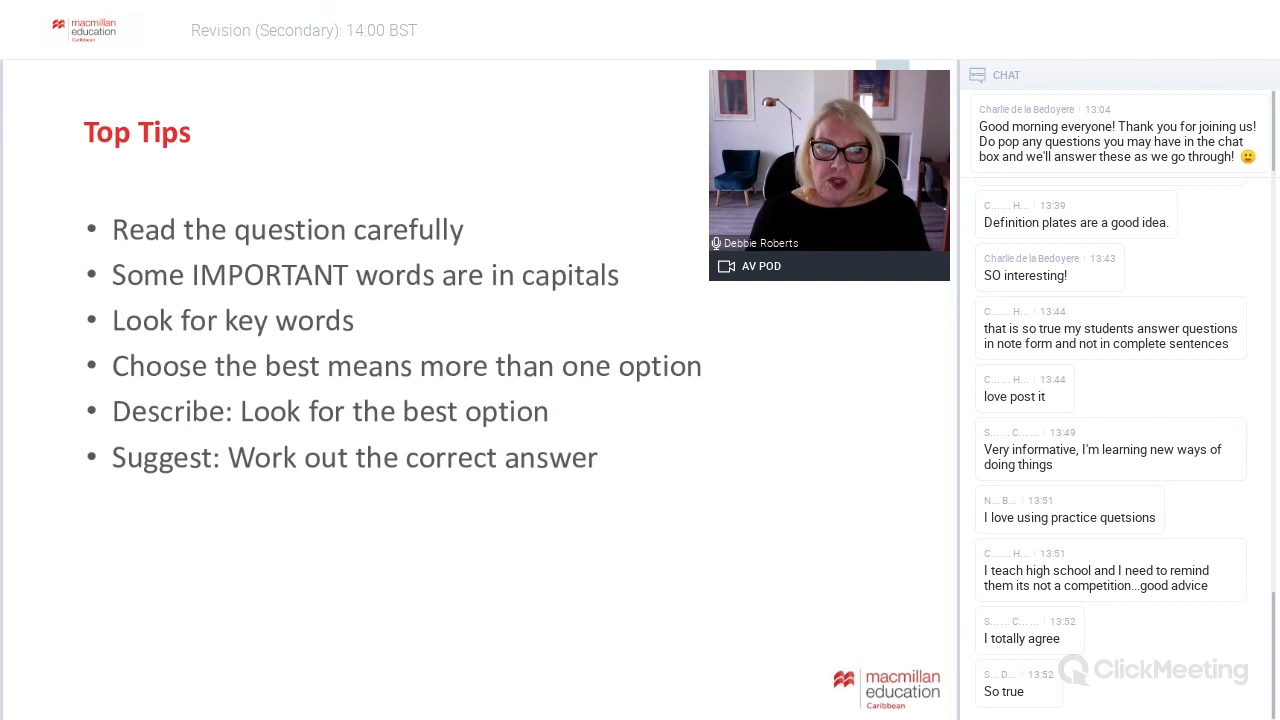 macmillan
education
Caribbean
Revision (Secondary): 14:00 BST
Top Tips
• Read the question carefully
• Some IMPORTANT words are in capitals
• Look for key words
• Choose the best means more than one option
• Describe: Look for the best option
• Suggest: Work out the correct answer
Debbie Roberts
AV POD
macmillan
education
Caribbean
CHAT
Charlie de la Bedoyere 13:04
Good morning everyone! Thank you for joining us!
Do pop any questions you may have in the chat
box and we'll answer these as we go through! 🙂
C... ... H... 13:39
Definition plates are a good idea.
Charlie de la Bedoyere 13:43
SO interesting!
C... ... H... 13:44
that is so true my students answer questions
in note form and not in complete sentences
C... ... H... 13:44
love post it
S... ... C... ... 13:49
Very informative, I'm learning new ways of
doing things
N... B... 13:51
I love using practice quetsions
C... ... H... 13:51
I teach high school and I need to remind
them its not a competition...good advice
S... ... C... ... 13:52
I totally agree
S... D... 13:52
So true
ClickMeeting